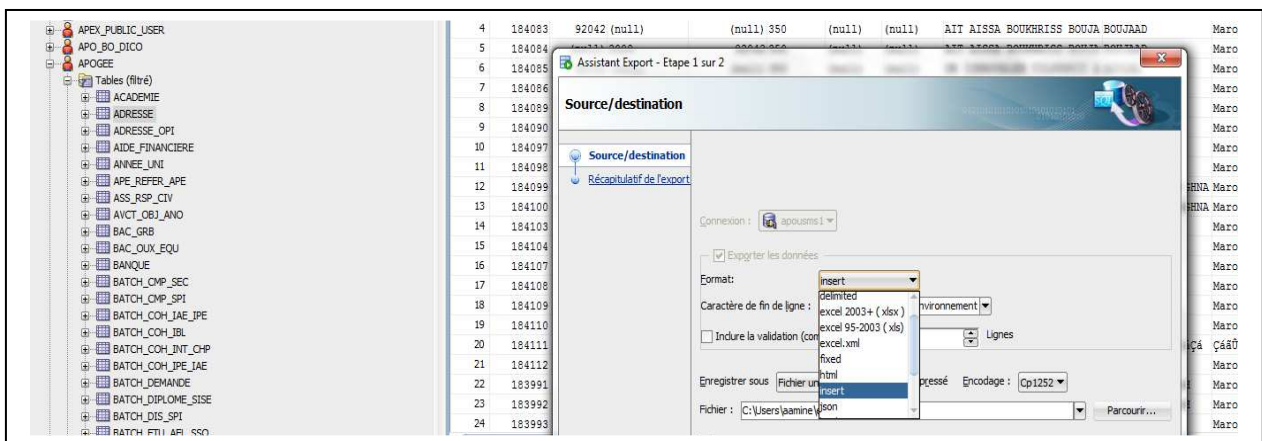 APEX_PUBLIC_USER
APO_BO_DICO
APOGEE
Tables (filtré)
ACADEMIE
ADRESSE
ADRESSE_OPI
AIDE_FINANCIERE
ANNEE_UNI
APE_REFER_APE
ASS_RSP_CIV
AVCT_OBJ_ANO
BAC_GRB
BAC_OUX_EQU
BANQUE
BATCH_CMP_SEC
BATCH_CMP_SPI
BATCH_COH_IAE_IPE
BATCH_COH_IBL
BATCH_COH_INT_CHP
BATCH_COH_IPE_IAE
BATCH_DEMANDE
BATCH_DIPLOME_SISE
BATCH_DIS_SPI
BATCH_ETU_AEL_SSO
4 184083 92042 (null) (null) 350 (null) (null) AIT AISSA BOUKHRISS BOUJA BOUJAAD Maro
5 184084 Maro
6 184085 Maro
7 184086 Maro
8 184089 Maro
9 184090 Maro
10 184097 Maro
11 184098 Maro
12 184099 Maro
13 184100 Maro
14 184103 Maro
15 184104 Maro
16 184107 Maro
17 184108 Maro
18 184109 Maro
19 184110 Maro
20 184111
21 184112 Maro
22 183991 Maro
23 183992 Maro
24 183993 Maro
Assistant Export - Etape 1 sur 2
Source/destination
Source/destination
Récapitulatif de l'export
Connexion : apousms1
Exporter les données
Format: insert
delimited
excel 2003+ ( xlsx )
excel 95-2003 ( xls)
excel.xml
fixed
html
insert
json
Caractère de fin de ligne : nvironnement
Inclure la validation (com Lignes
Enregistrer sous Fichier un pressé Encodage : Cp1252
Fichier : C:\Users\aamine\ Parcourir...